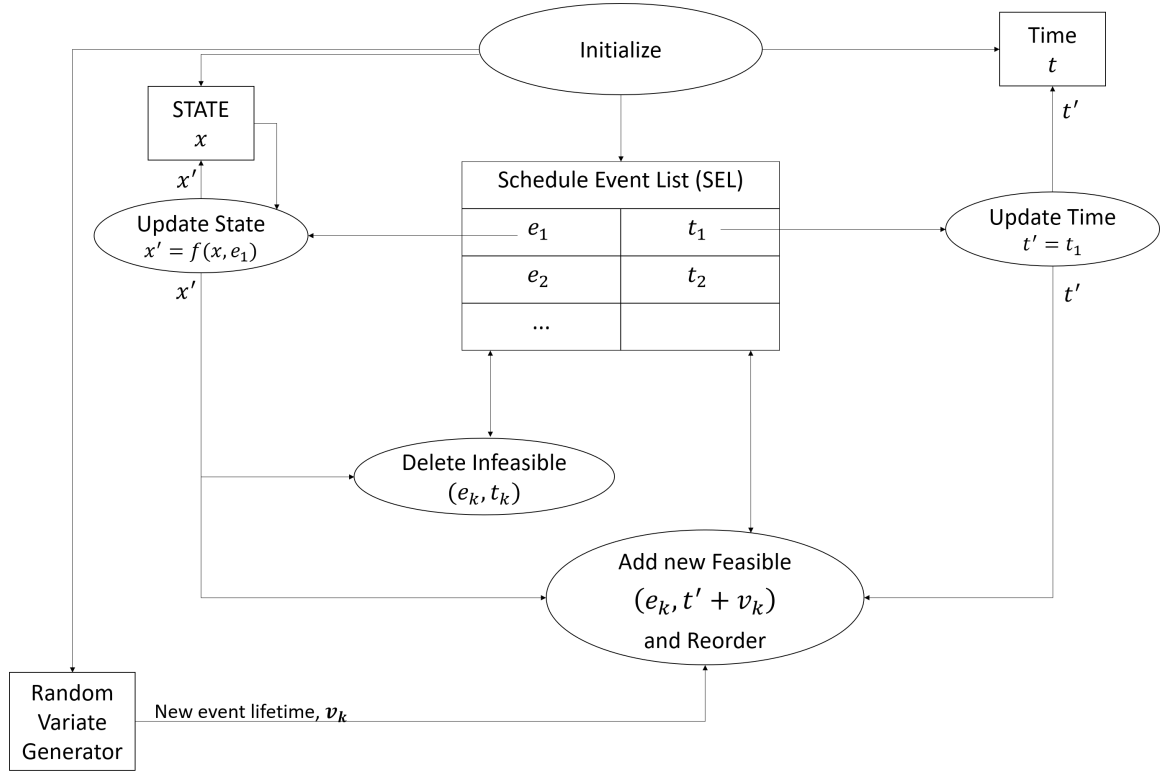 Initialize
Time
t
t′
STATE
x
x′
Schedule Event List (SEL)
e₁ t₁
e₂ t₂
...
Update State
x′ = f(x, e₁)
x′
Update Time
t′ = t₁
t′
Delete Infeasible
(eₖ, tₖ)
Add new Feasible
(eₖ, t′ + vₖ)
and Reorder
Random
Variate
Generator
New event lifetime, vₖ